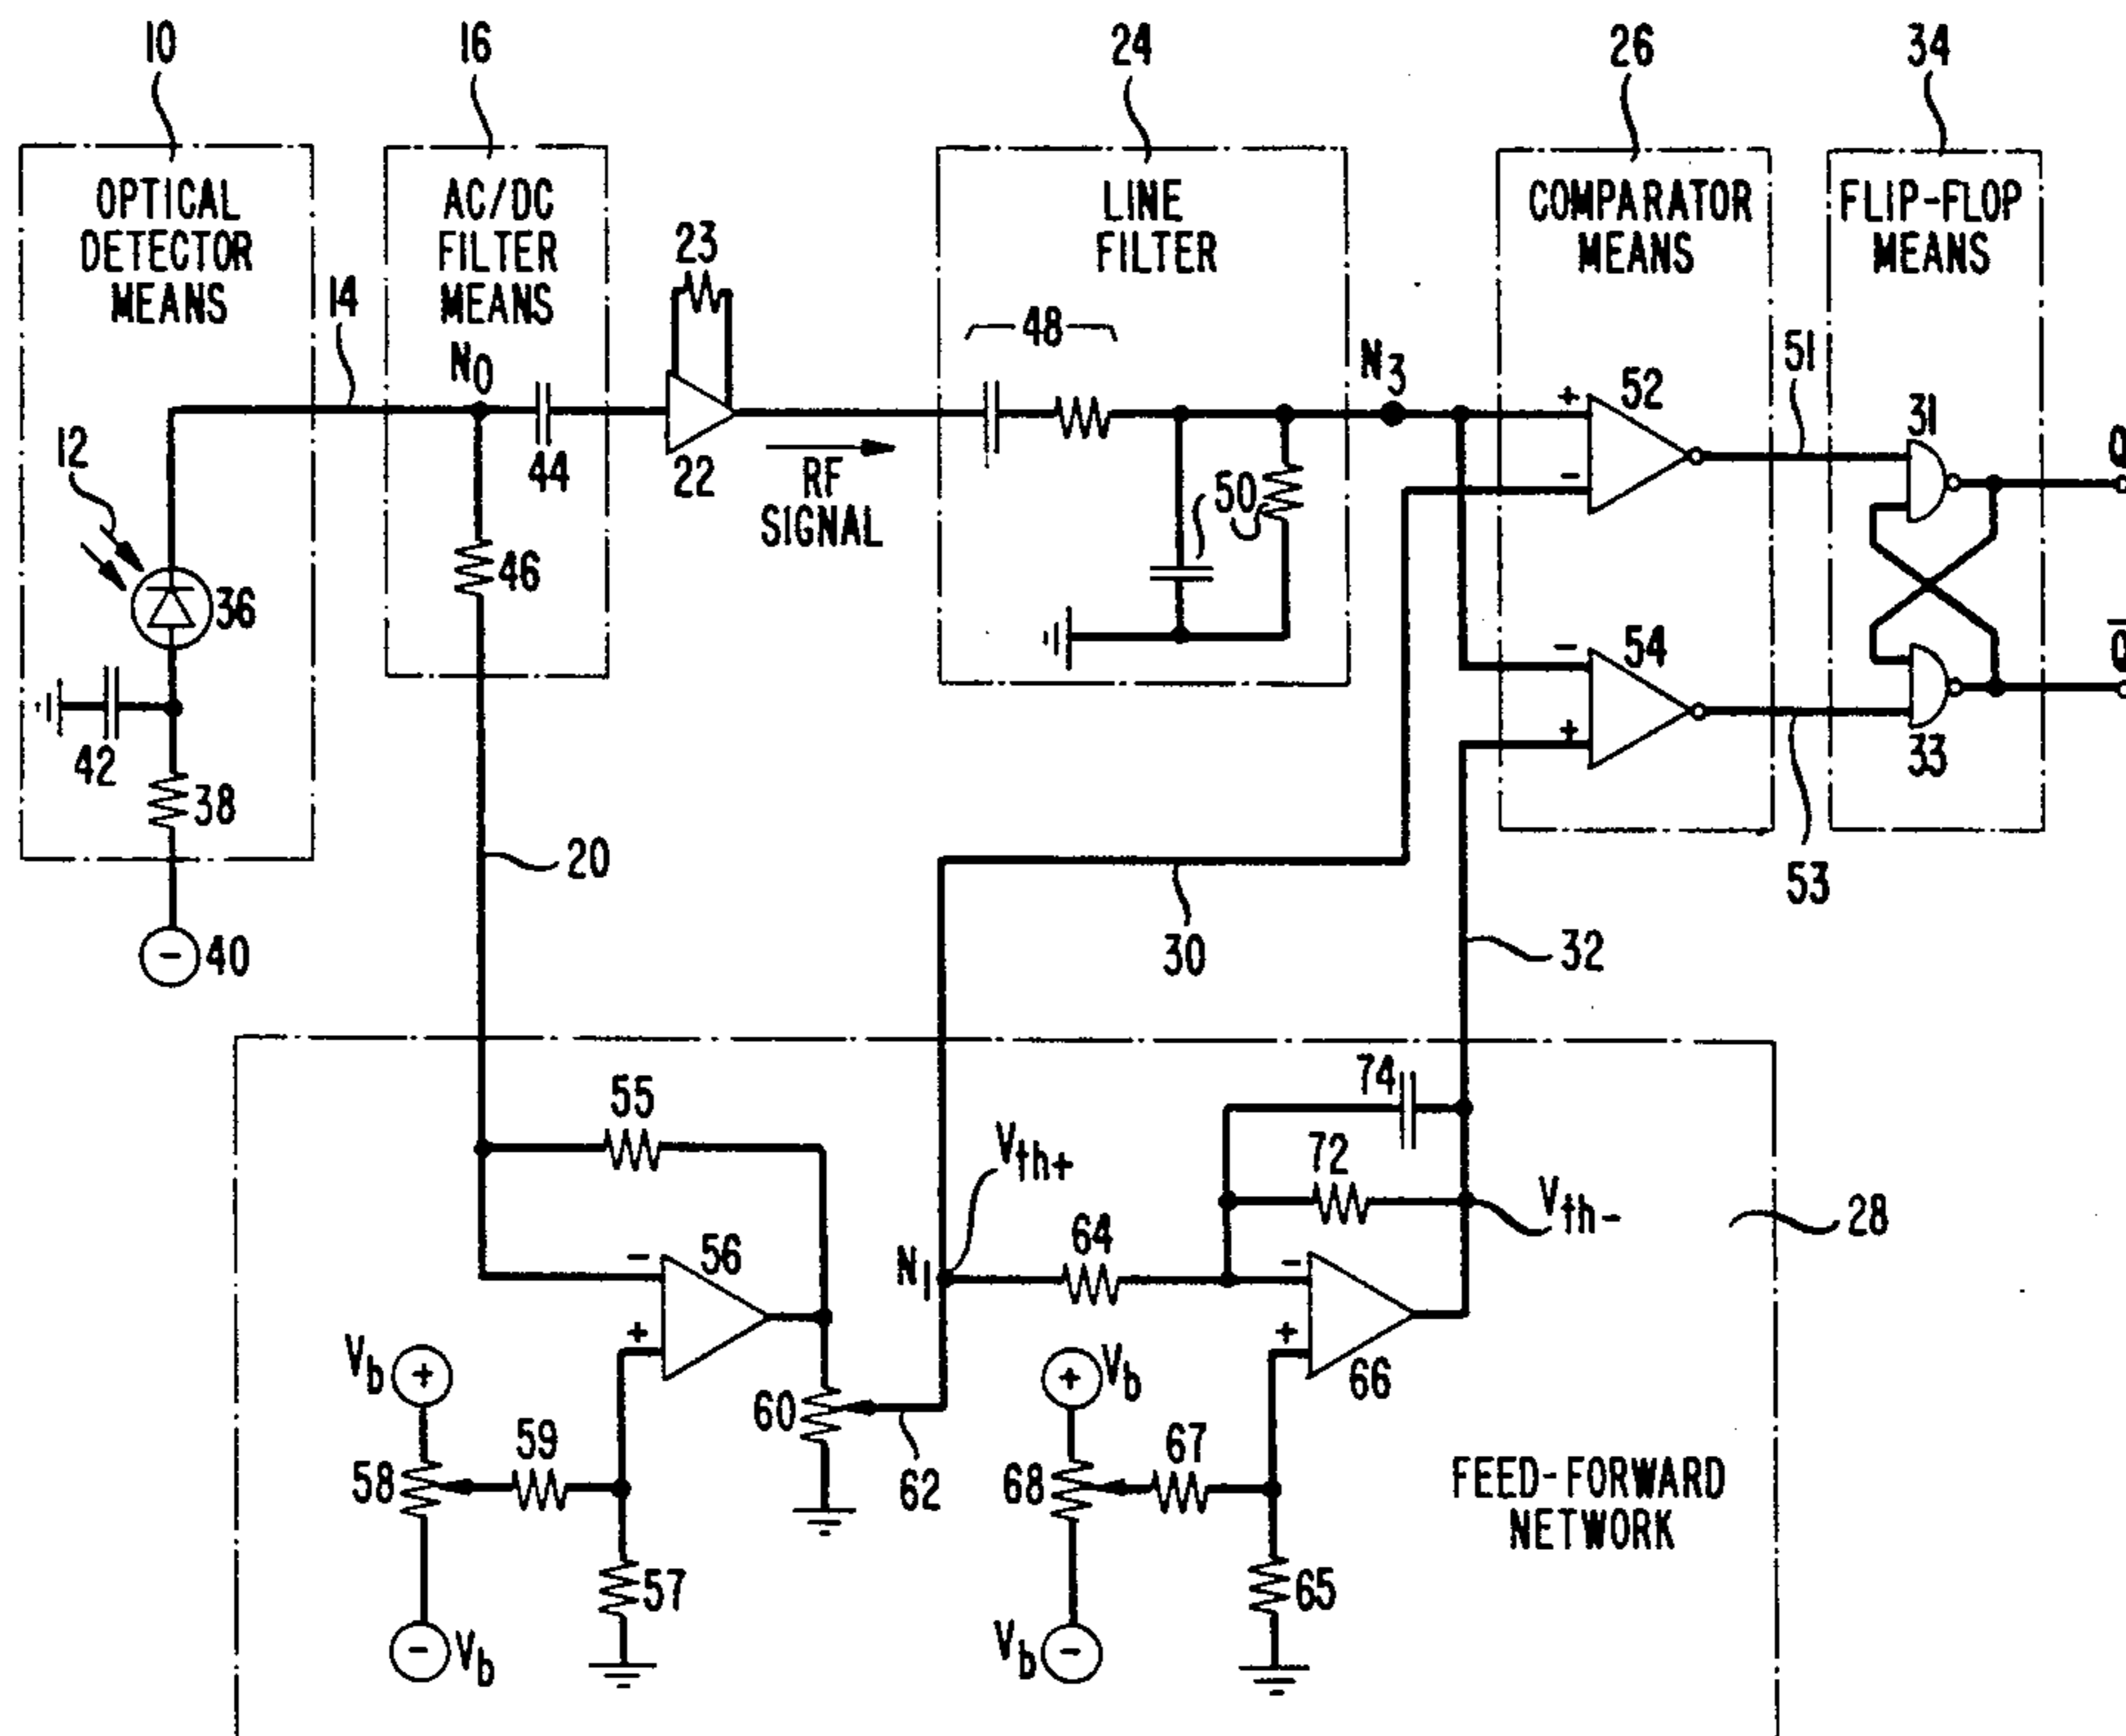 10
16
24
26
34
OPTICAL
DETECTOR
MEANS
AC/DC
FILTER
MEANS
LINE
FILTER
COMPARATOR
MEANS
FLIP-FLOP
MEANS
14
N0
23
48
N3
51
52
31
Q
12
44
22
RF
SIGNAL
50
+
-
46
36
54
-
+
Q̅
42
38
33
53
20
30
32
- 40
55
74
72
Vth+
Vth-
28
N1
64
56
-
+
66
-
+
Vb +
+ Vb
60
62
59
58
67
68
57
65
- Vb
Vb -
FEED-FORWARD
NETWORK